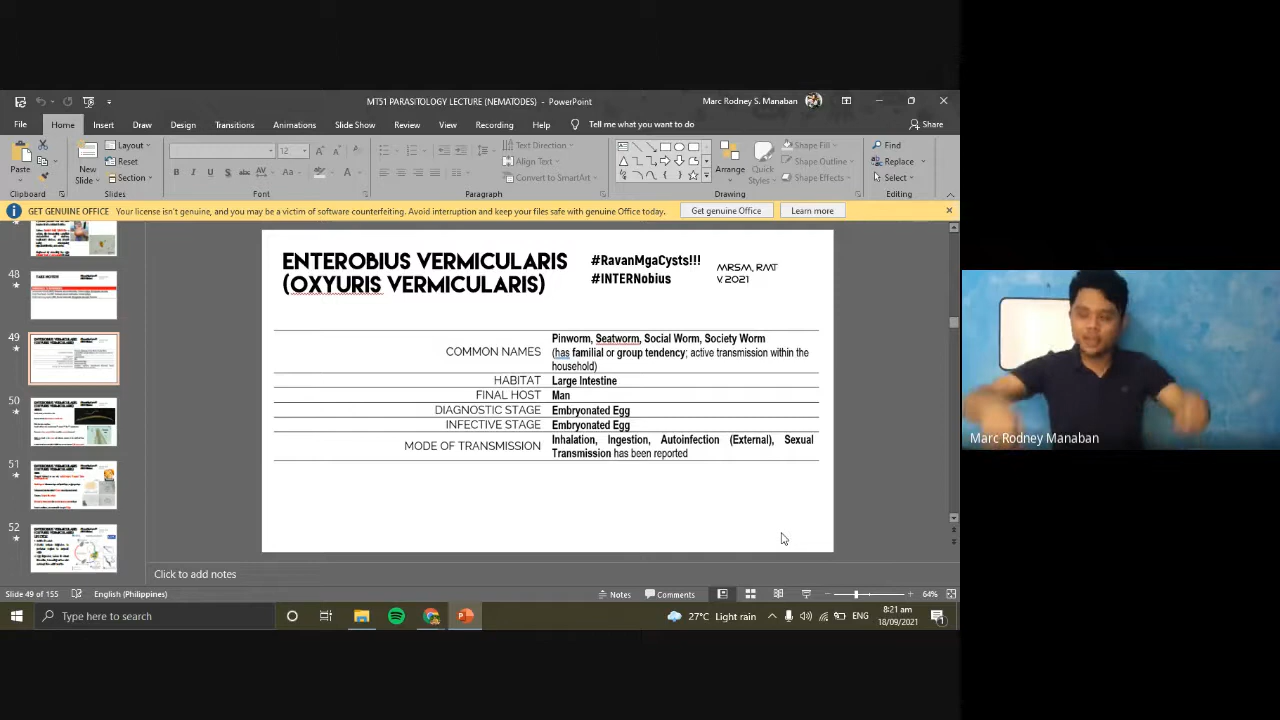 MT51 PARASITOLOGY LECTURE (NEMATODES) - PowerPoint
Marc Rodney S. Manaban
File Home Insert Draw Design Transitions Animations Slide Show Review View Recording Help Tell me what you want to do Share
Paste
Clipboard
New Slide
Layout
Reset
Section
Slides
12
Font
Text Direction
Align Text
Convert to SmartArt
Paragraph
Arrange
Quick Styles
Shape Fill
Shape Outline
Shape Effects
Drawing
Find
Replace
Select
Editing
GET GENUINE OFFICE Your license isn't genuine, and you may be a victim of software counterfeiting. Avoid interruption and keep your files safe with genuine Office today. Get genuine Office Learn more
48
49
50
51
52
ENTEROBIUS VERMICULARIS
(OXYURIS VERMICULARIS)
#RavanMgaCysts!!!
#INTERNobius
MRSM, RMT
V.2021
COMMON NAMES
Pinworm, Seatworm, Social Worm, Society Worm
(has familial or group tendency; active transmission within the
household)
HABITAT Large Intestine
FINAL HOST Man
DIAGNOSTIC STAGE Embryonated Egg
INFECTIVE STAGE Embryonated Egg
MODE OF TRANSMISSION
Inhalation, Ingestion, Autoinfection (External), Sexual
Transmission has been reported
Click to add notes
Slide 49 of 155 English (Philippines) Notes Comments 64%
Type here to search
27°C Light rain ENG
8:21 am
18/09/2021
1
Marc Rodney Manaban